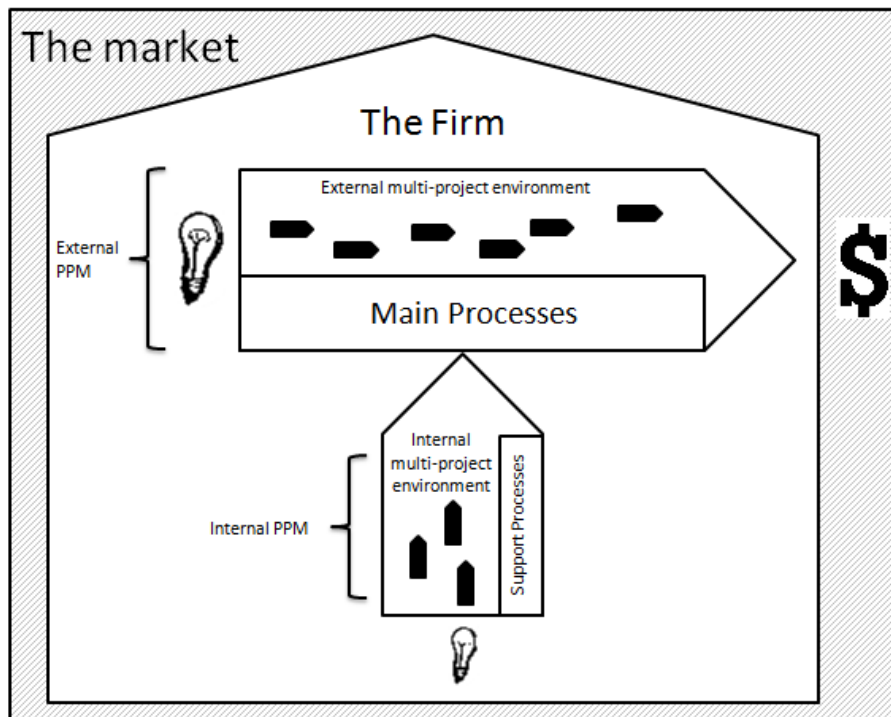 The market
The Firm
External multi-project environment
External
PPM
$
Main Processes
Internal
multi-project
environment
Internal PPM
Support Processes